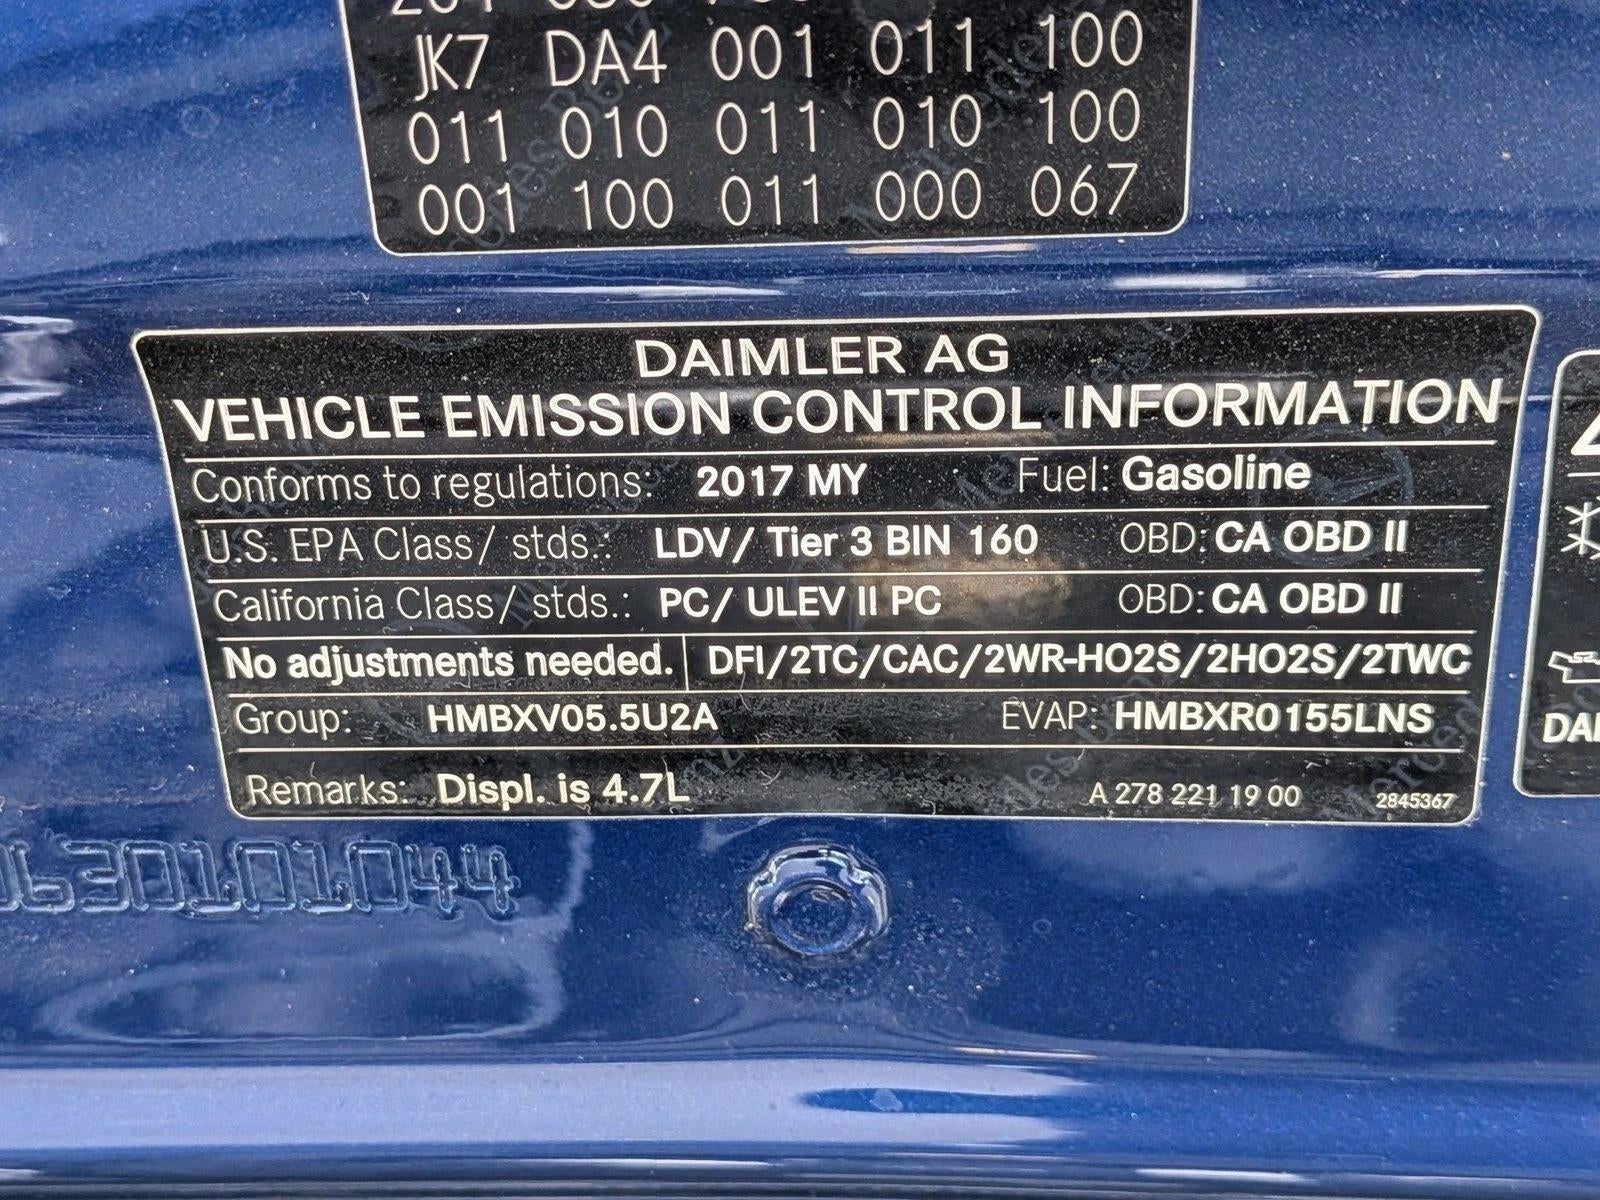 JK7 DA4 001 011 100
011 010 011 010 100
001 100 011 000 067
DAIMLER AG
VEHICLE EMISSION CONTROL INFORMATION
Conforms to regulations: 2017 MY Fuel: Gasoline
U.S. EPA Class/ stds.: LDV/ Tier 3 BIN 160 OBD: CA OBD II
California Class/ stds.: PC/ ULEV II PC OBD: CA OBD II
No adjustments needed. DFI/2TC/CAC/2WR-HO2S/2HO2S/2TWC
Group: HMBXV05.5U2A EVAP: HMBXR0155LNS
Remarks: Displ. is 4.7L A 278 221 19 00 2845367
DAI